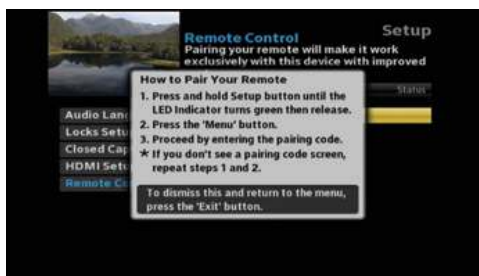 Setup
Remote Control
Pairing your remote will make it work
exclusively with this device with improved
Status
How to Pair Your Remote
1. Press and hold Setup button until the
LED Indicator turns green then release.
2. Press the 'Menu' button.
3. Proceed by entering the pairing code.
* If you don't see a pairing code screen,
repeat steps 1 and 2.
To dismiss this and return to the menu,
press the 'Exit' button.
Audio Lan
Locks Setu
Closed Cap
HDMI Setu
Remote Co